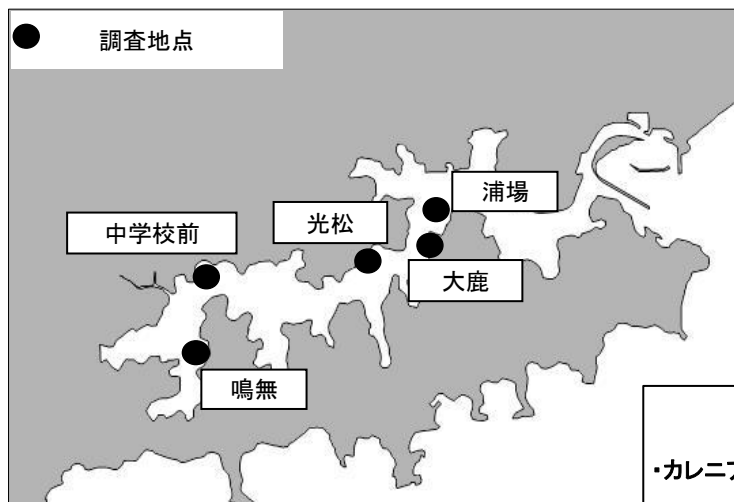 調査地点
浦場
光松
中学校前
大鹿
鳴無
・カレニア